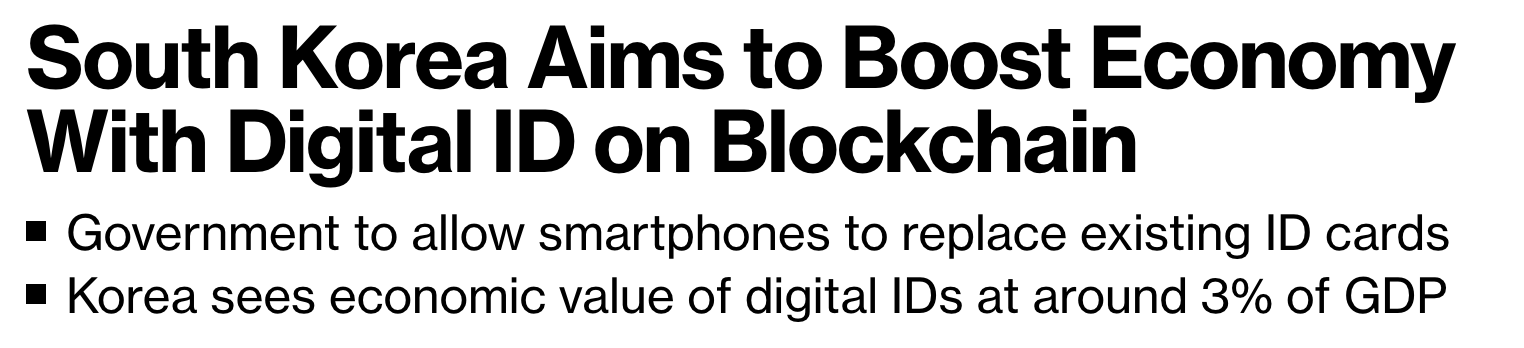 South Korea Aims to Boost Economy
With Digital ID on Blockchain
■ Government to allow smartphones to replace existing ID cards
■ Korea sees economic value of digital IDs at around 3% of GDP